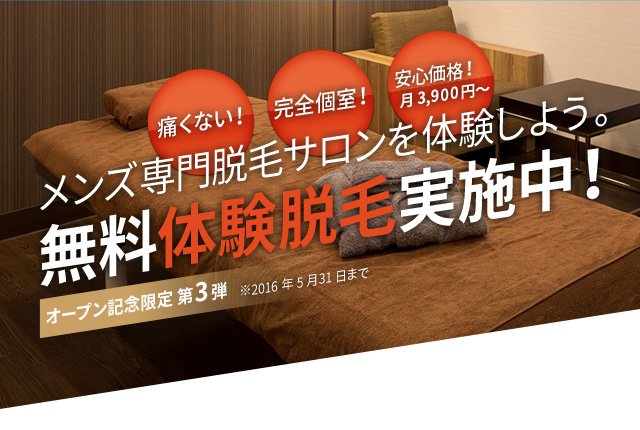 痛くない！
完全個室！
安心価格！
月3,900円～
メンズ専門脱毛サロンを体験しよう。
無料体験脱毛実施中！
オープン記念限定 第3弾
※2016年5月31日まで